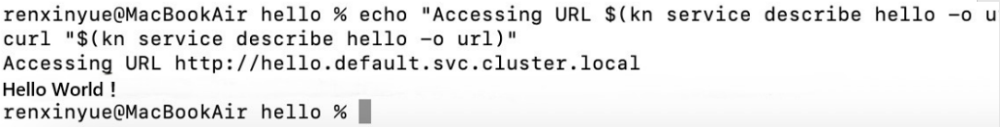 renxinyue@MacBookAir hello % echo "Accessing URL $(kn service describe hello -o u
curl "$(kn service describe hello -o url)"
Accessing URL http://hello.default.svc.cluster.local
Hello World！
renxinyue@MacBookAir hello %